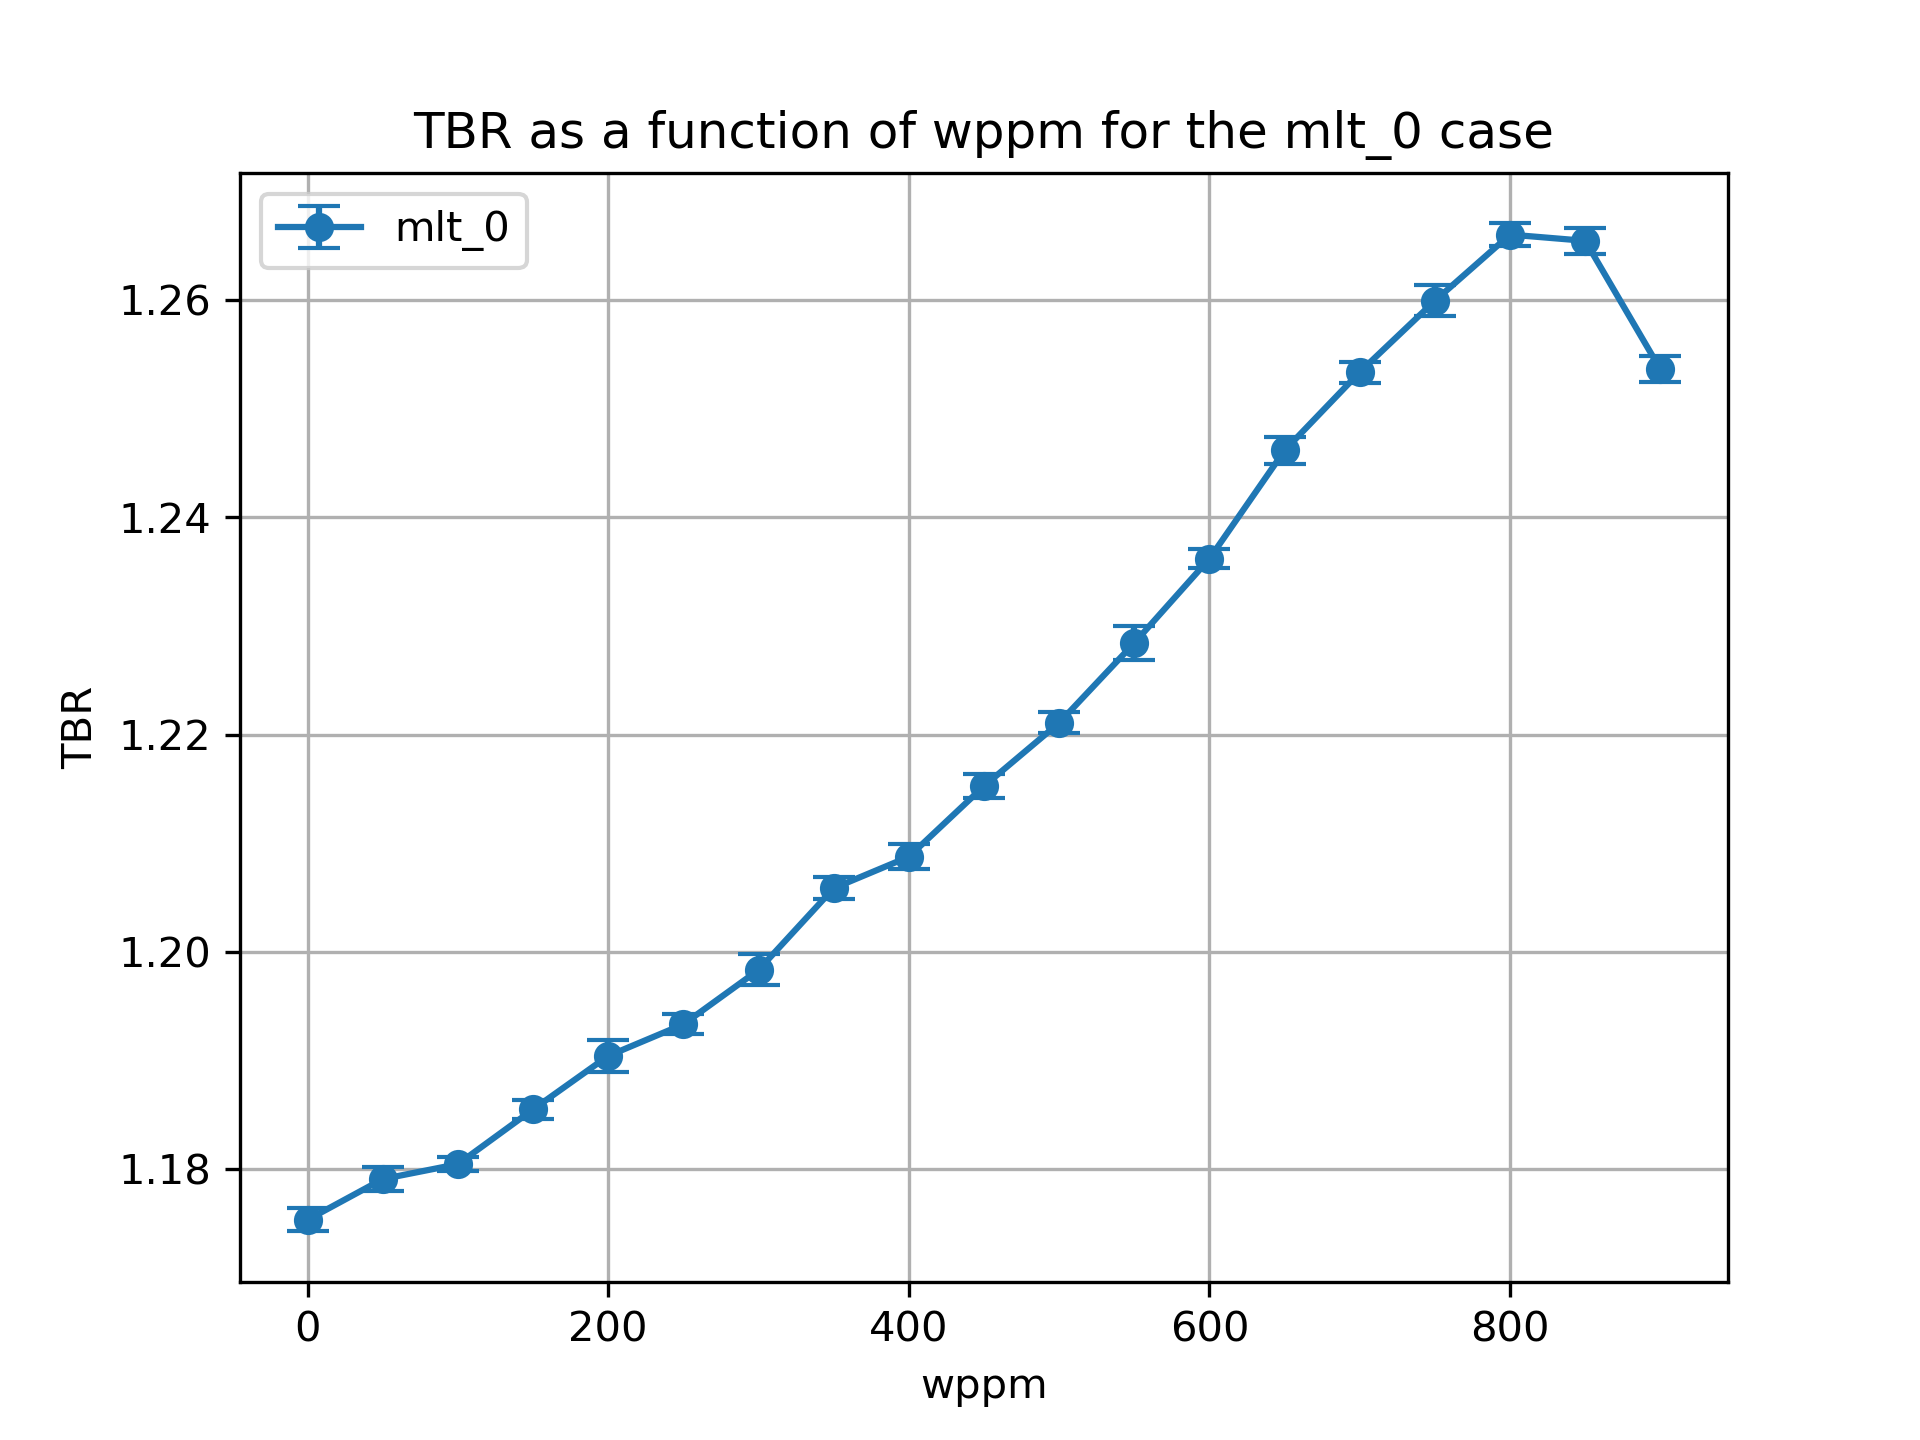 TBR as a function of wppm for the mlt_0 case
mlt_0
1.26
1.24
1.22
1.20
1.18
TBR
0 200 400 600 800
wppm